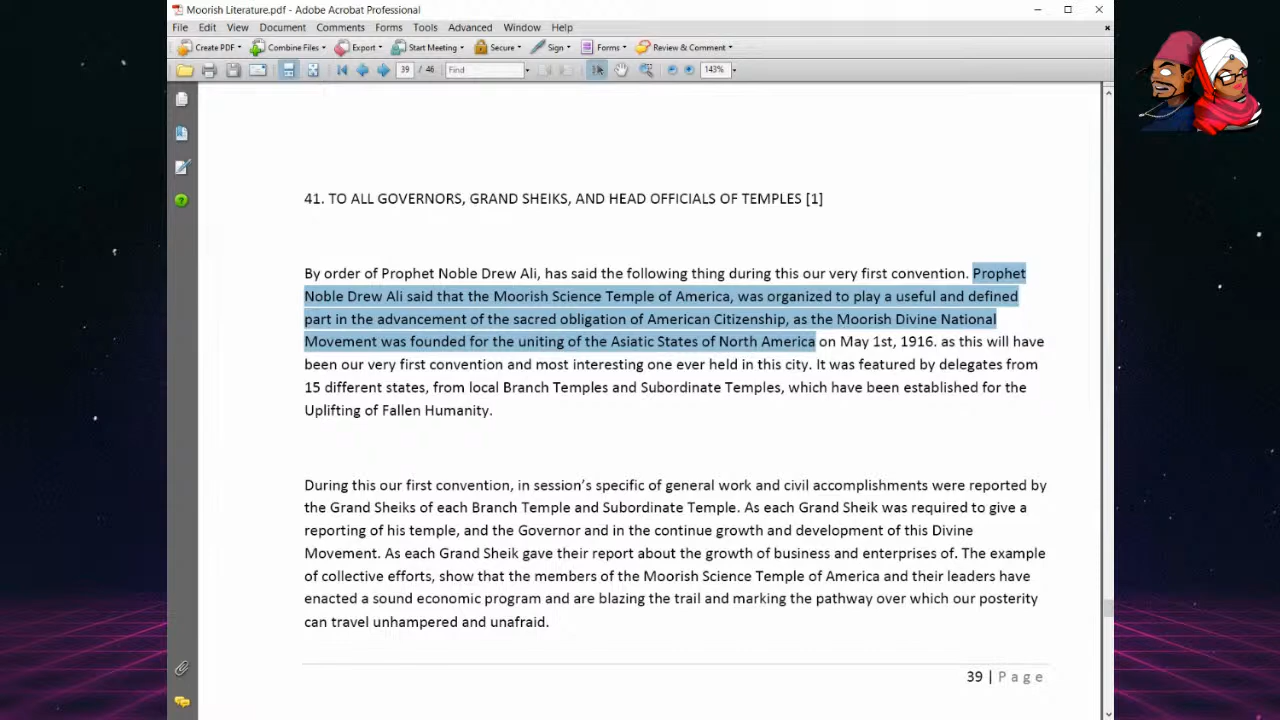 Moorish Literature.pdf - Adobe Acrobat Professional
File Edit View Document Comments Forms Tools Advanced Window Help
Create PDF Combine Files Export Start Meeting Secure Sign Forms Review & Comment
39 / 46 Find 143%
41. TO ALL GOVERNORS, GRAND SHEIKS, AND HEAD OFFICIALS OF TEMPLES [1]
By order of Prophet Noble Drew Ali, has said the following thing during this our very first convention. Prophet
Noble Drew Ali said that the Moorish Science Temple of America, was organized to play a useful and defined
part in the advancement of the sacred obligation of American Citizenship, as the Moorish Divine National
Movement was founded for the uniting of the Asiatic States of North America on May 1st, 1916. as this will have
been our very first convention and most interesting one ever held in this city. It was featured by delegates from
15 different states, from local Branch Temples and Subordinate Temples, which have been established for the
Uplifting of Fallen Humanity.
During this our first convention, in session's specific of general work and civil accomplishments were reported by
the Grand Sheiks of each Branch Temple and Subordinate Temple. As each Grand Sheik was required to give a
reporting of his temple, and the Governor and in the continue growth and development of this Divine
Movement. As each Grand Sheik gave their report about the growth of business and enterprises of. The example
of collective efforts, show that the members of the Moorish Science Temple of America and their leaders have
enacted a sound economic program and are blazing the trail and marking the pathway over which our posterity
can travel unhampered and unafraid.
39 | Page